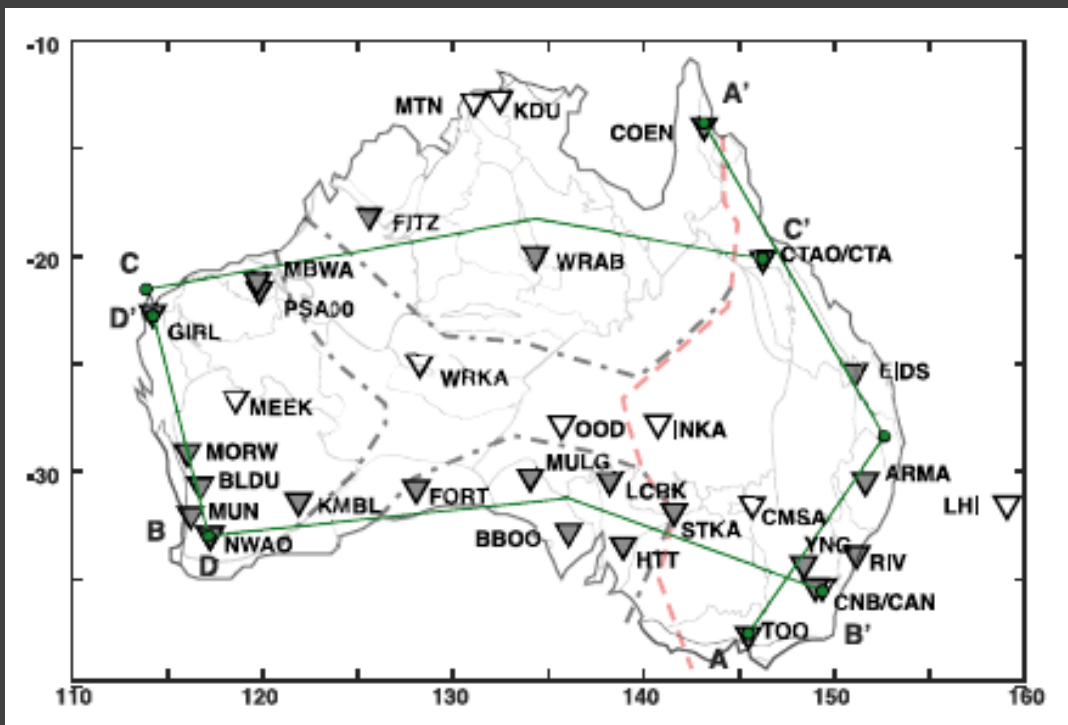 -10
A'
MTN
KDU
COEN
FITZ
C'
-20
C
WRAB
CTAO/CTA
MBWA
D'
PSA00
GIRL
WRKA
EIDS
MEEK
OOD
INKA
MORW
MULG
-30
BLDU
ARMA
LCRK
KMBL
FORT
LHI
MUN
CMSA
B
STKA
BBOO
NWAO
YNG
HTT
RIV
D
CNB/CAN
TOO
B'
A
110
120
130
140
150
160